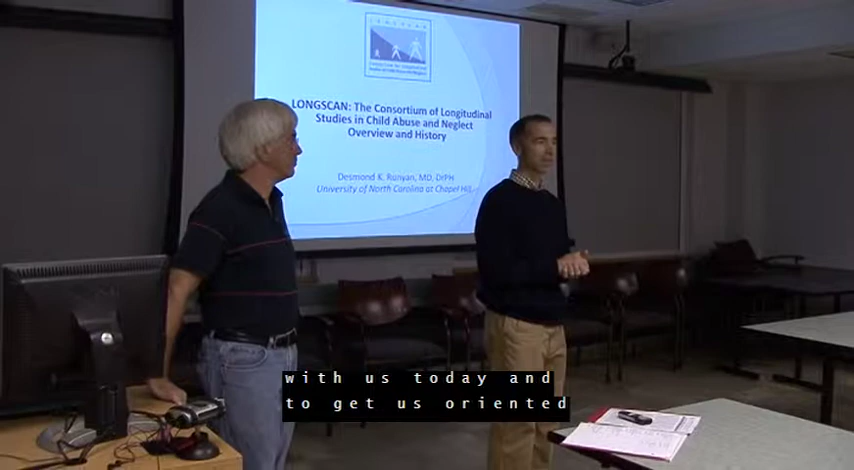 LONGSCAN
LONGSCAN: The Consortium of Longitudinal
Studies in Child Abuse and Neglect
Overview and History
Desmond K. Runyan, MD, DrPH
University of North Carolina at Chapel Hill
with us today and
to get us oriented